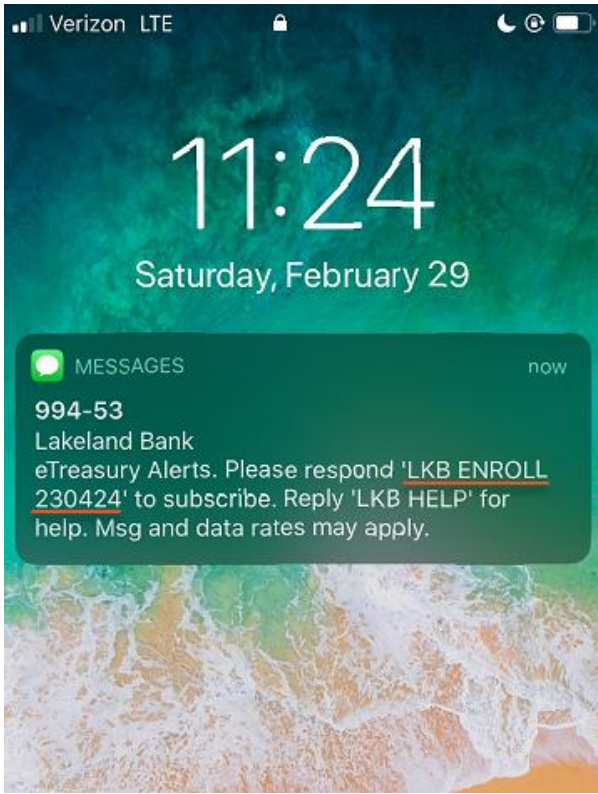 Verizon LTE
11:24
Saturday, February 29
MESSAGES now
994-53
Lakeland Bank
eTreasury Alerts. Please respond 'LKB ENROLL
230424' to subscribe. Reply 'LKB HELP' for
help. Msg and data rates may apply.